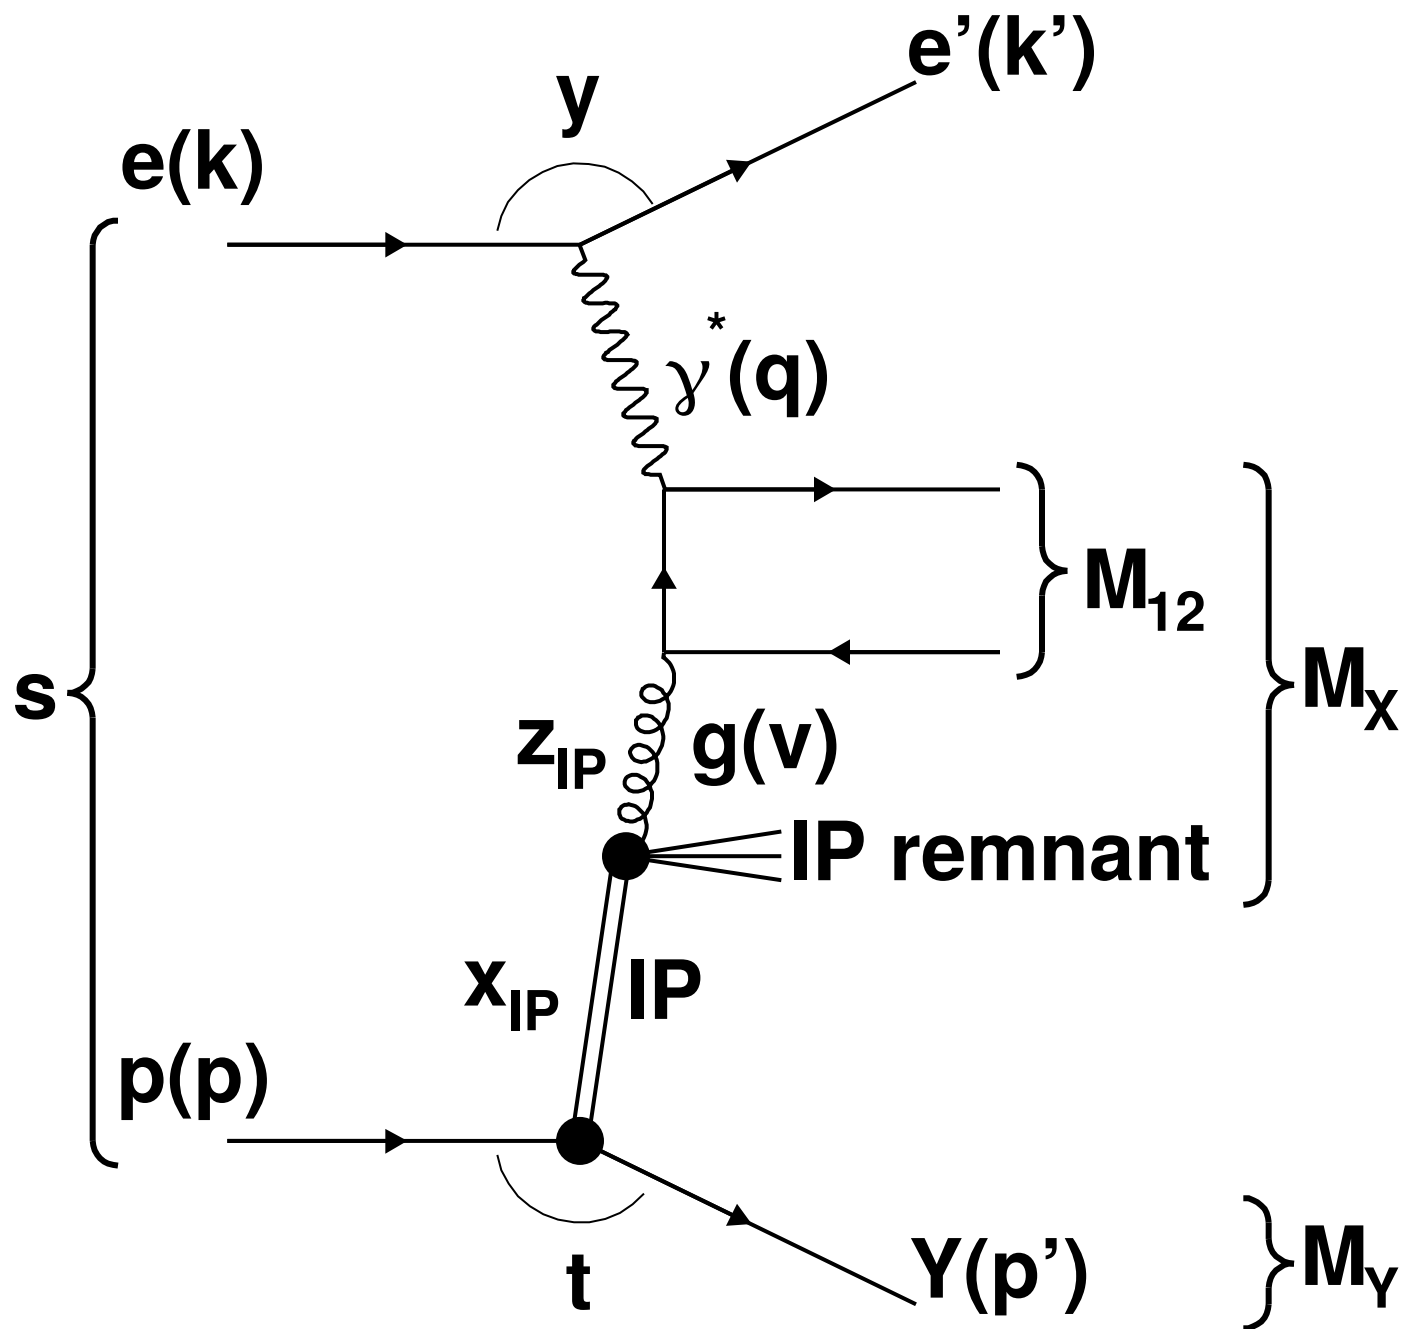 e'(k')
y
e(k)
γ*(q)
M12
s
MX
zIP
g(v)
IP remnant
xIP
IP
p(p)
Y(p')
MY
t